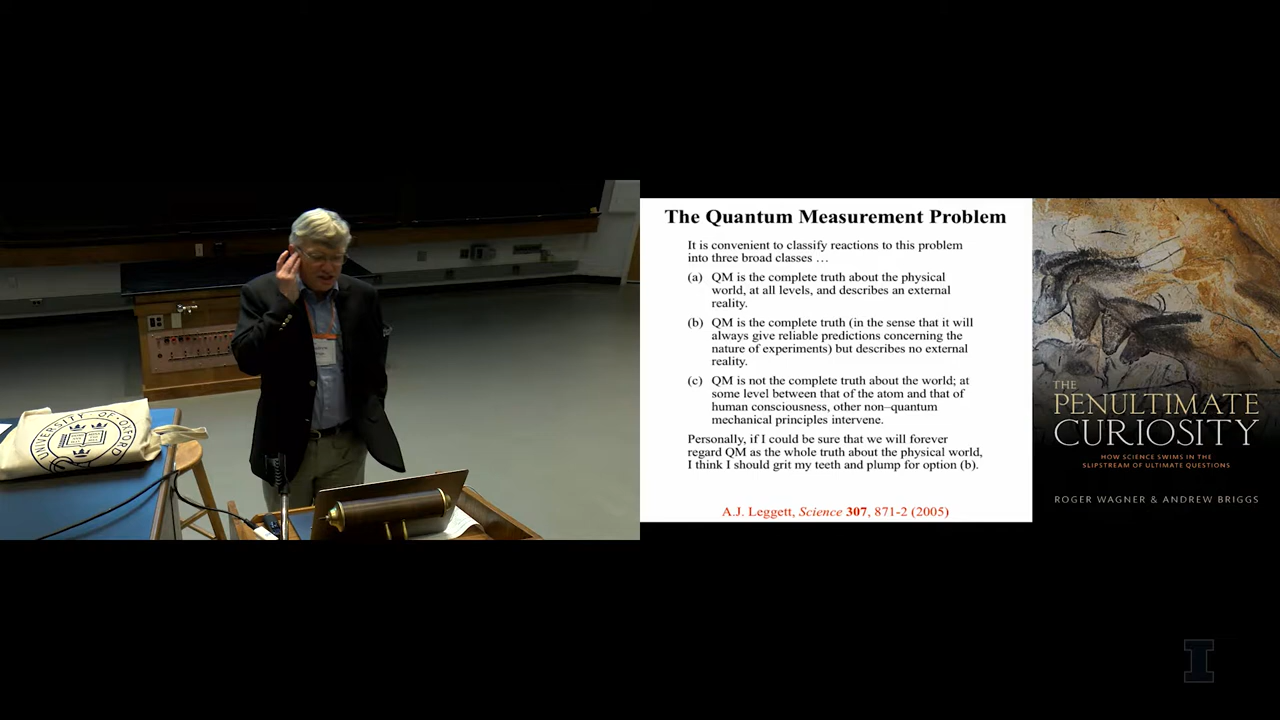 UNIVERSITY OF OXFORD
The Quantum Measurement Problem
It is convenient to classify reactions to this problem
into three broad classes …
(a) QM is the complete truth about the physical
world, at all levels, and describes an external
reality.
(b) QM is the complete truth (in the sense that it will
always give reliable predictions concerning the
nature of experiments) but describes no external
reality.
(c) QM is not the complete truth about the world; at
some level between that of the atom and that of
human consciousness, other non–quantum
mechanical principles intervene.
Personally, if I could be sure that we will forever
regard QM as the whole truth about the physical world,
I think I should grit my teeth and plump for option (b).
A.J. Leggett, Science 307, 871-2 (2005)
THE
PENULTIMATE
CURIOSITY
HOW SCIENCE SWIMS IN THE
SLIPSTREAM OF ULTIMATE QUESTIONS
ROGER WAGNER & ANDREW BRIGGS
I